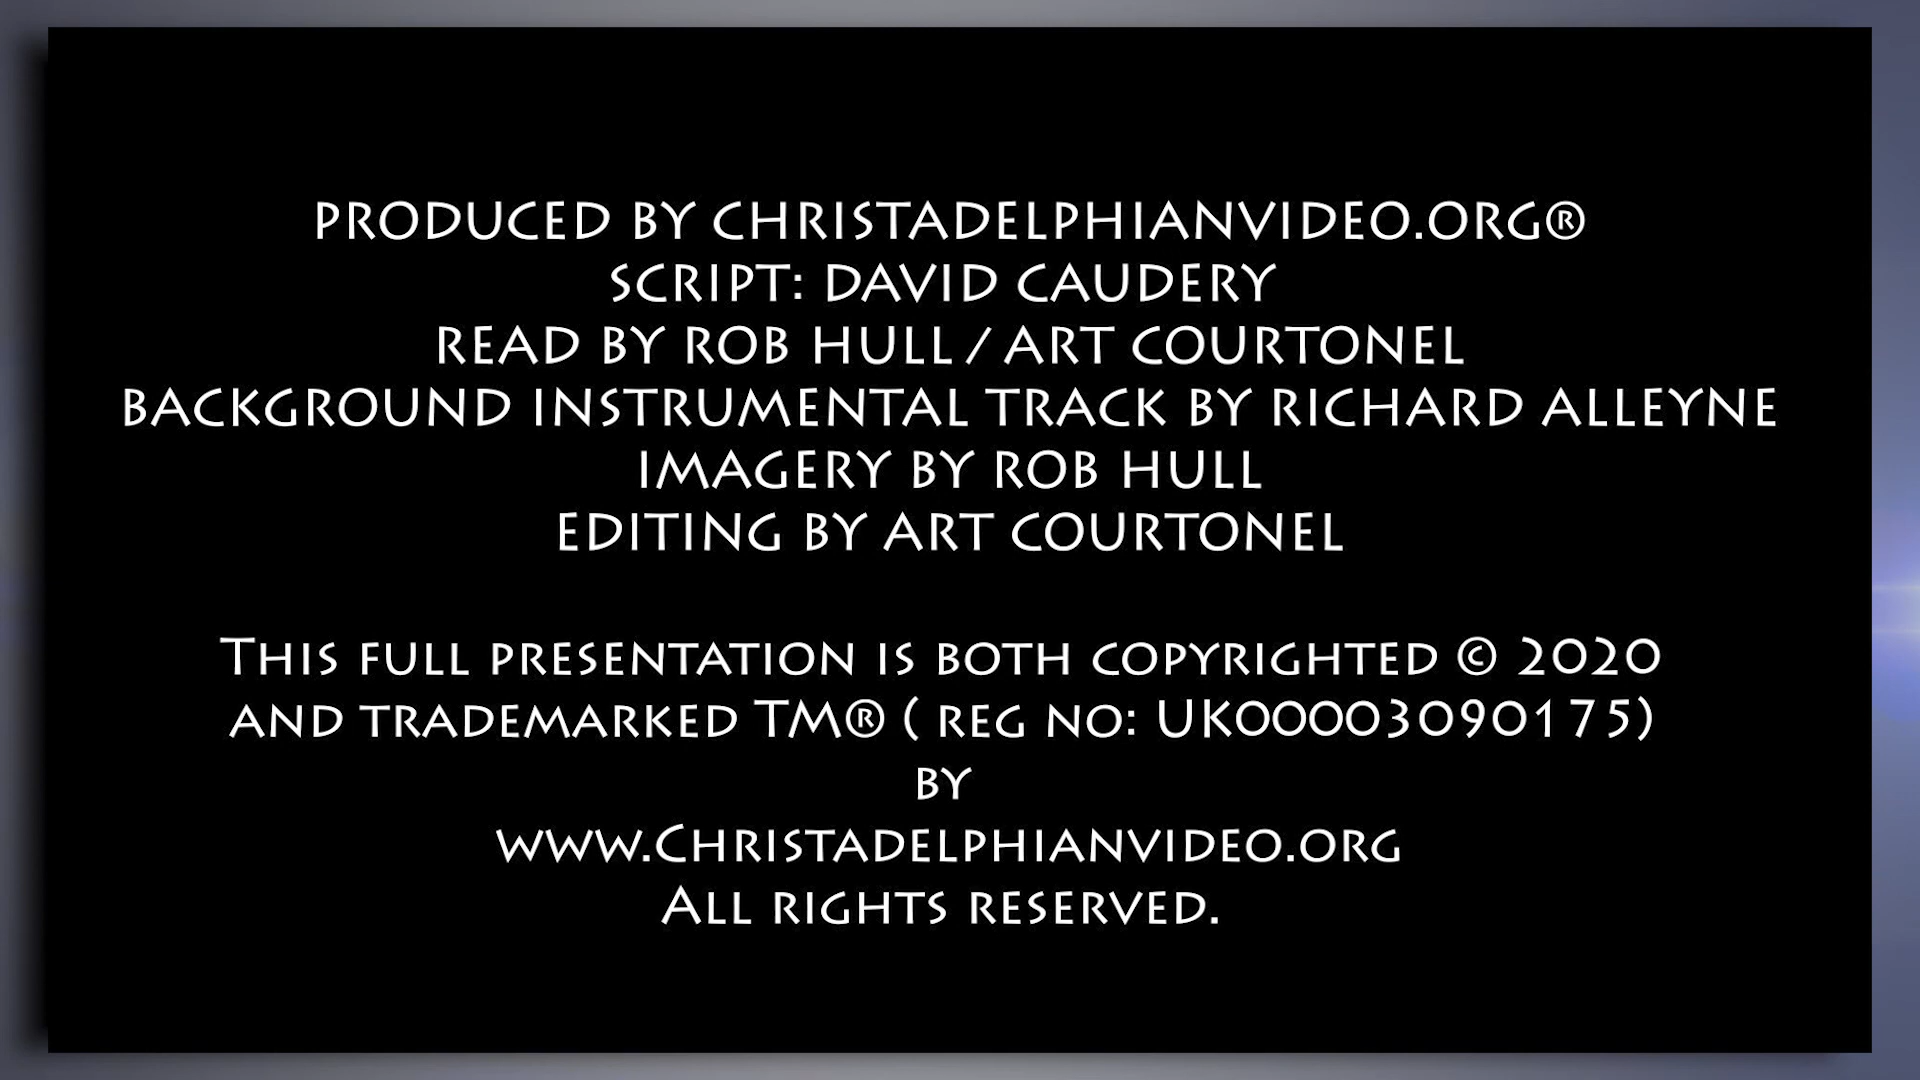 PRODUCED BY CHRISTADELPHIANVIDEO.ORG®
SCRIPT: DAVID CAUDERY
READ BY ROB HULL / ART COURTONEL
BACKGROUND INSTRUMENTAL TRACK BY RICHARD ALLEYNE
IMAGERY BY ROB HULL
EDITING BY ART COURTONEL
This full presentation is both copyrighted © 2020
and trademarked TM® ( reg no: UK00003090175)
by
www.Christadelphianvideo.org
All rights reserved.